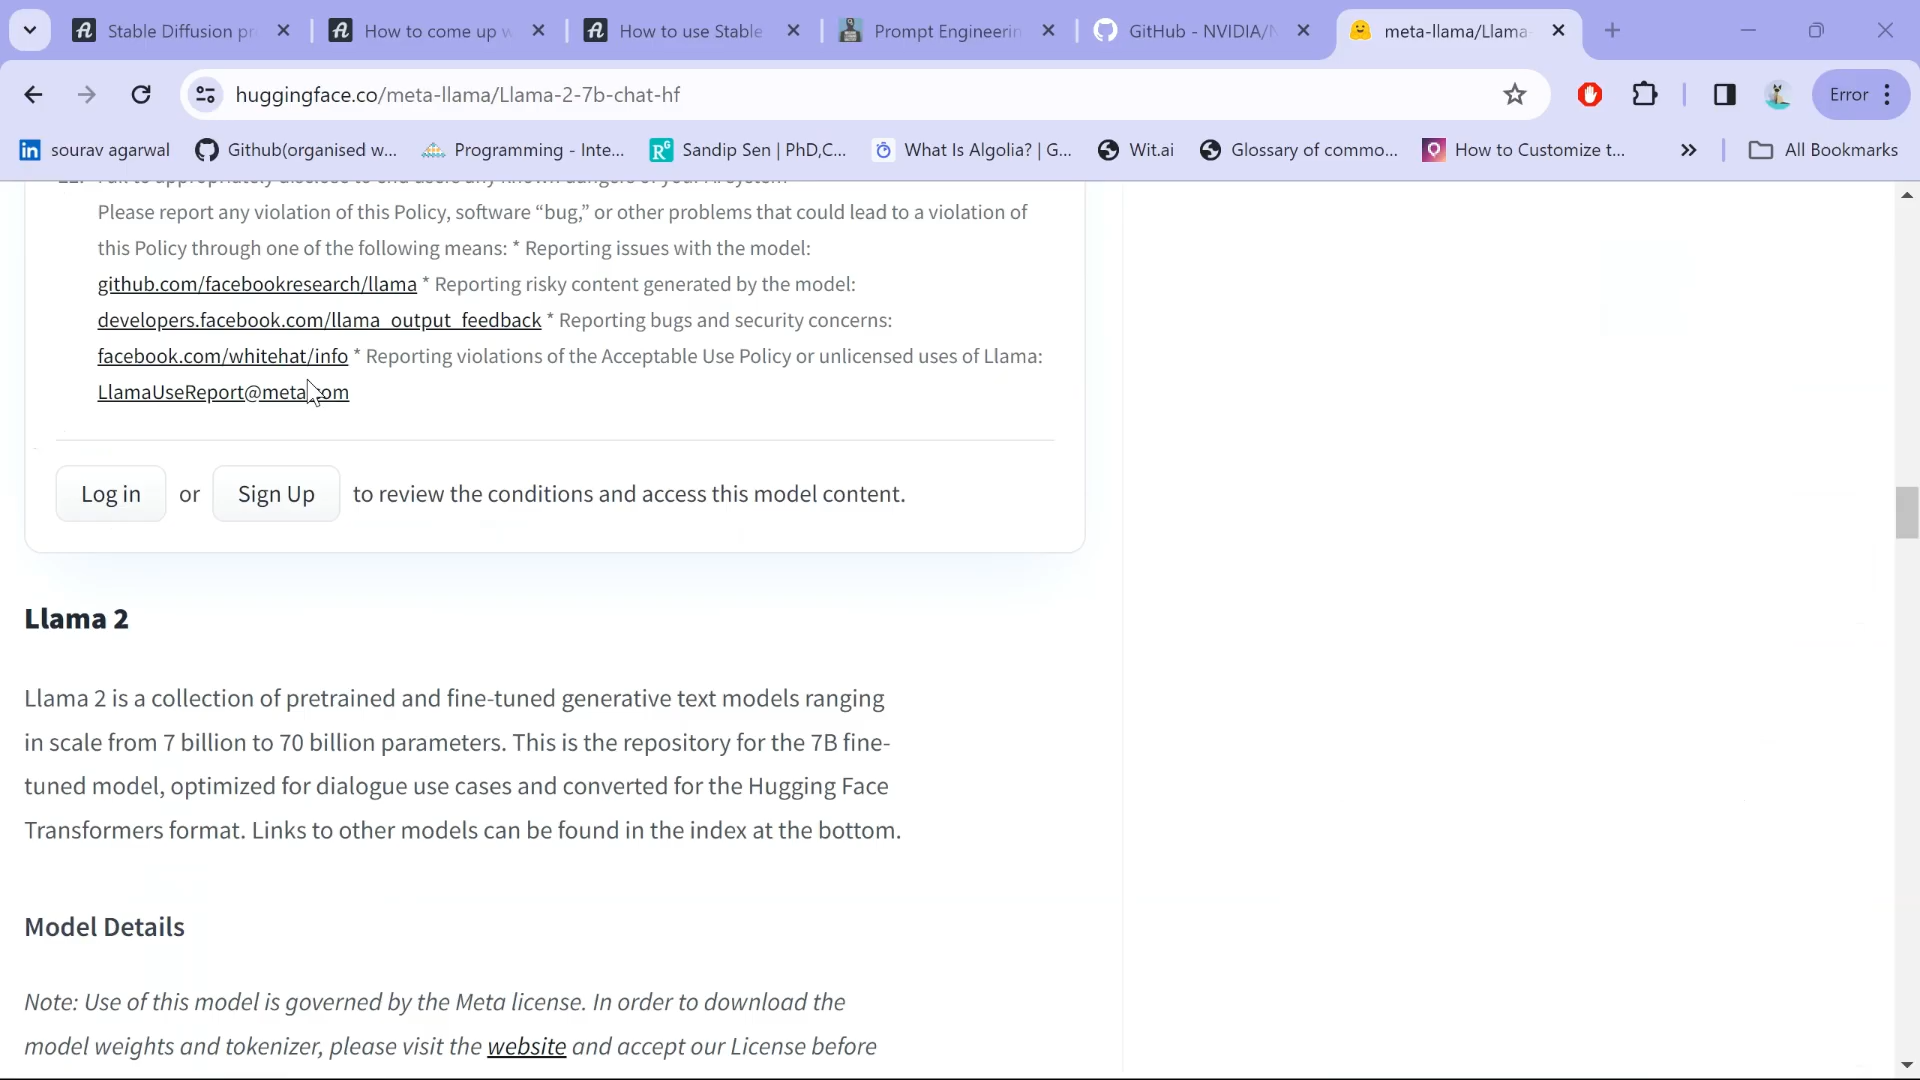 Stable Diffusion pr
How to come up w
How to use Stable
Prompt Engineerin
GitHub - NVIDIA/N
meta-llama/Llama-
huggingface.co/meta-llama/Llama-2-7b-chat-hf
Error
sourav agarwal
Github(organised w...
Programming - Inte...
Sandip Sen | PhD,C...
What Is Algolia? | G...
Wit.ai
Glossary of commo...
How to Customize t...
All Bookmarks
Please report any violation of this Policy, software “bug,” or other problems that could lead to a violation of
this Policy through one of the following means: * Reporting issues with the model:
github.com/facebookresearch/llama * Reporting risky content generated by the model:
developers.facebook.com/llama_output_feedback * Reporting bugs and security concerns:
facebook.com/whitehat/info * Reporting violations of the Acceptable Use Policy or unlicensed uses of Llama:
LlamaUseReport@meta.com
Log in or Sign Up to review the conditions and access this model content.
Llama 2
Llama 2 is a collection of pretrained and fine-tuned generative text models ranging
in scale from 7 billion to 70 billion parameters. This is the repository for the 7B fine-
tuned model, optimized for dialogue use cases and converted for the Hugging Face
Transformers format. Links to other models can be found in the index at the bottom.
Model Details
Note: Use of this model is governed by the Meta license. In order to download the
model weights and tokenizer, please visit the website and accept our License before